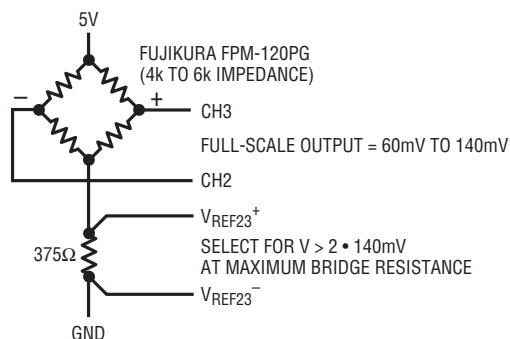 5V
FUJIKURA FPM-120PG
(4k TO 6k IMPEDANCE)
–
+
CH3
FULL-SCALE OUTPUT = 60mV TO 140mV
CH2
VREF23+
375Ω
SELECT FOR V > 2 • 140mV
AT MAXIMUM BRIDGE RESISTANCE
VREF23–
GND